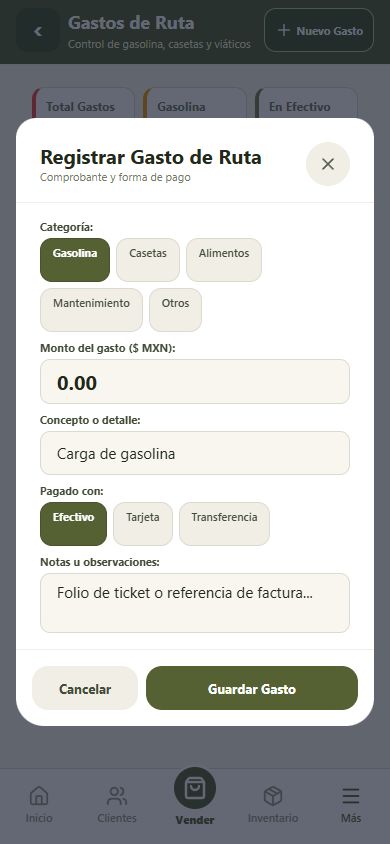 Gastos de Ruta
Control de gasolina, casetas y viáticos
Nuevo Gasto
Total Gastos Gasolina En Efectivo
Registrar Gasto de Ruta
Comprobante y forma de pago
Categoría:
Gasolina Casetas Alimentos
Mantenimiento Otros
Monto del gasto ($ MXN):
0.00
Concepto o detalle:
Carga de gasolina
Pagado con:
Efectivo Tarjeta Transferencia
Notas u observaciones:
Folio de ticket o referencia de factura...
Cancelar Guardar Gasto
Inicio Clientes Vender Inventario Más